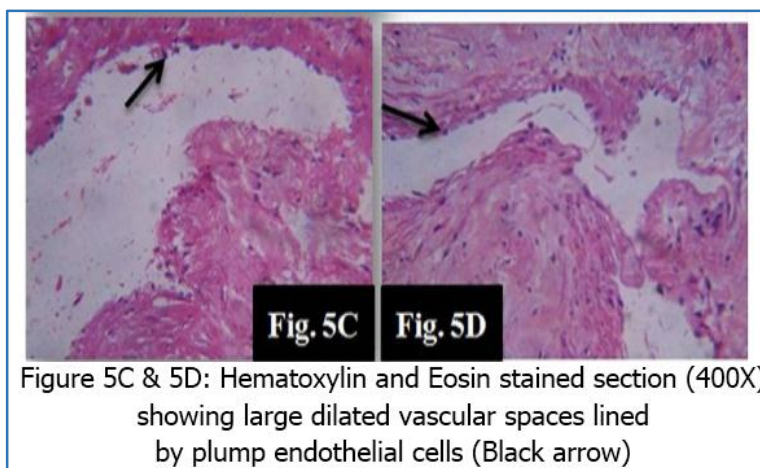 Fig. 5C
Fig. 5D
Figure 5C & 5D: Hematoxylin and Eosin stained section (400X)
showing large dilated vascular spaces lined
by plump endothelial cells (Black arrow)